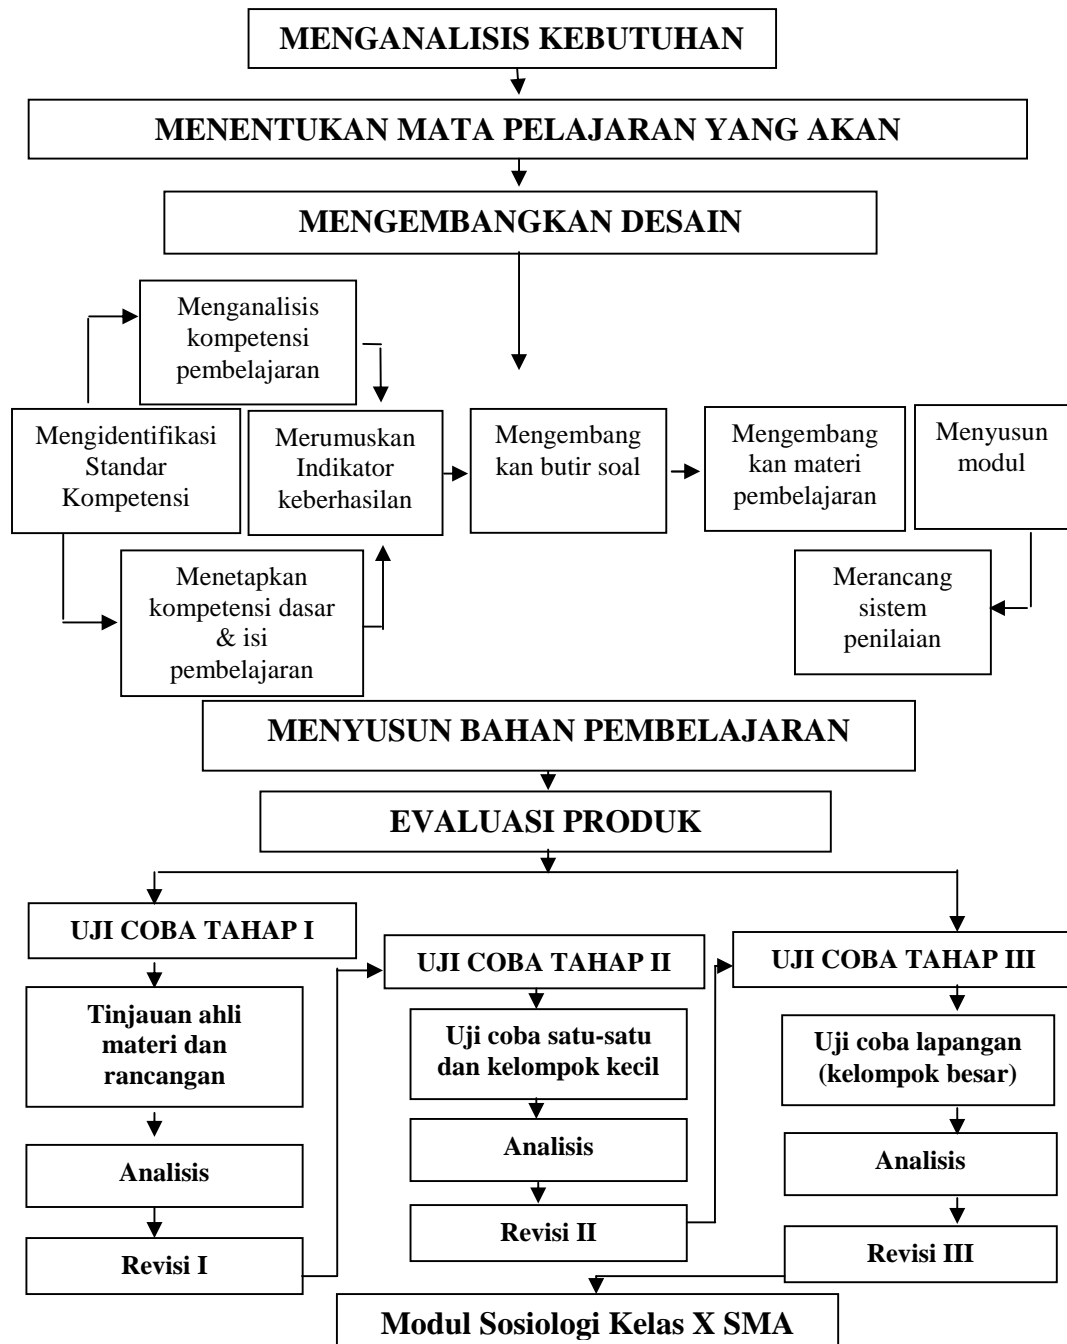 MENGANALISIS KEBUTUHAN
MENENTUKAN MATA PELAJARAN YANG AKAN
MENGEMBANGKAN DESAIN
Menganalisis
kompetensi
pembelajaran
Mengidentifikasi
Standar
Kompetensi
Merumuskan
Indikator
keberhasilan
Mengembang
kan butir soal
Mengembang
kan materi
pembelajaran
Menyusun
modul
Menetapkan
kompetensi dasar
& isi
pembelajaran
Merancang
sistem
penilaian
MENYUSUN BAHAN PEMBELAJARAN
EVALUASI PRODUK
UJI COBA TAHAP I
Tinjauan ahli
materi dan
rancangan
Analisis
Revisi I
UJI COBA TAHAP II
Uji coba satu-satu
dan kelompok kecil
Analisis
Revisi II
UJI COBA TAHAP III
Uji coba lapangan
(kelompok besar)
Analisis
Revisi III
Modul Sosiologi Kelas X SMA